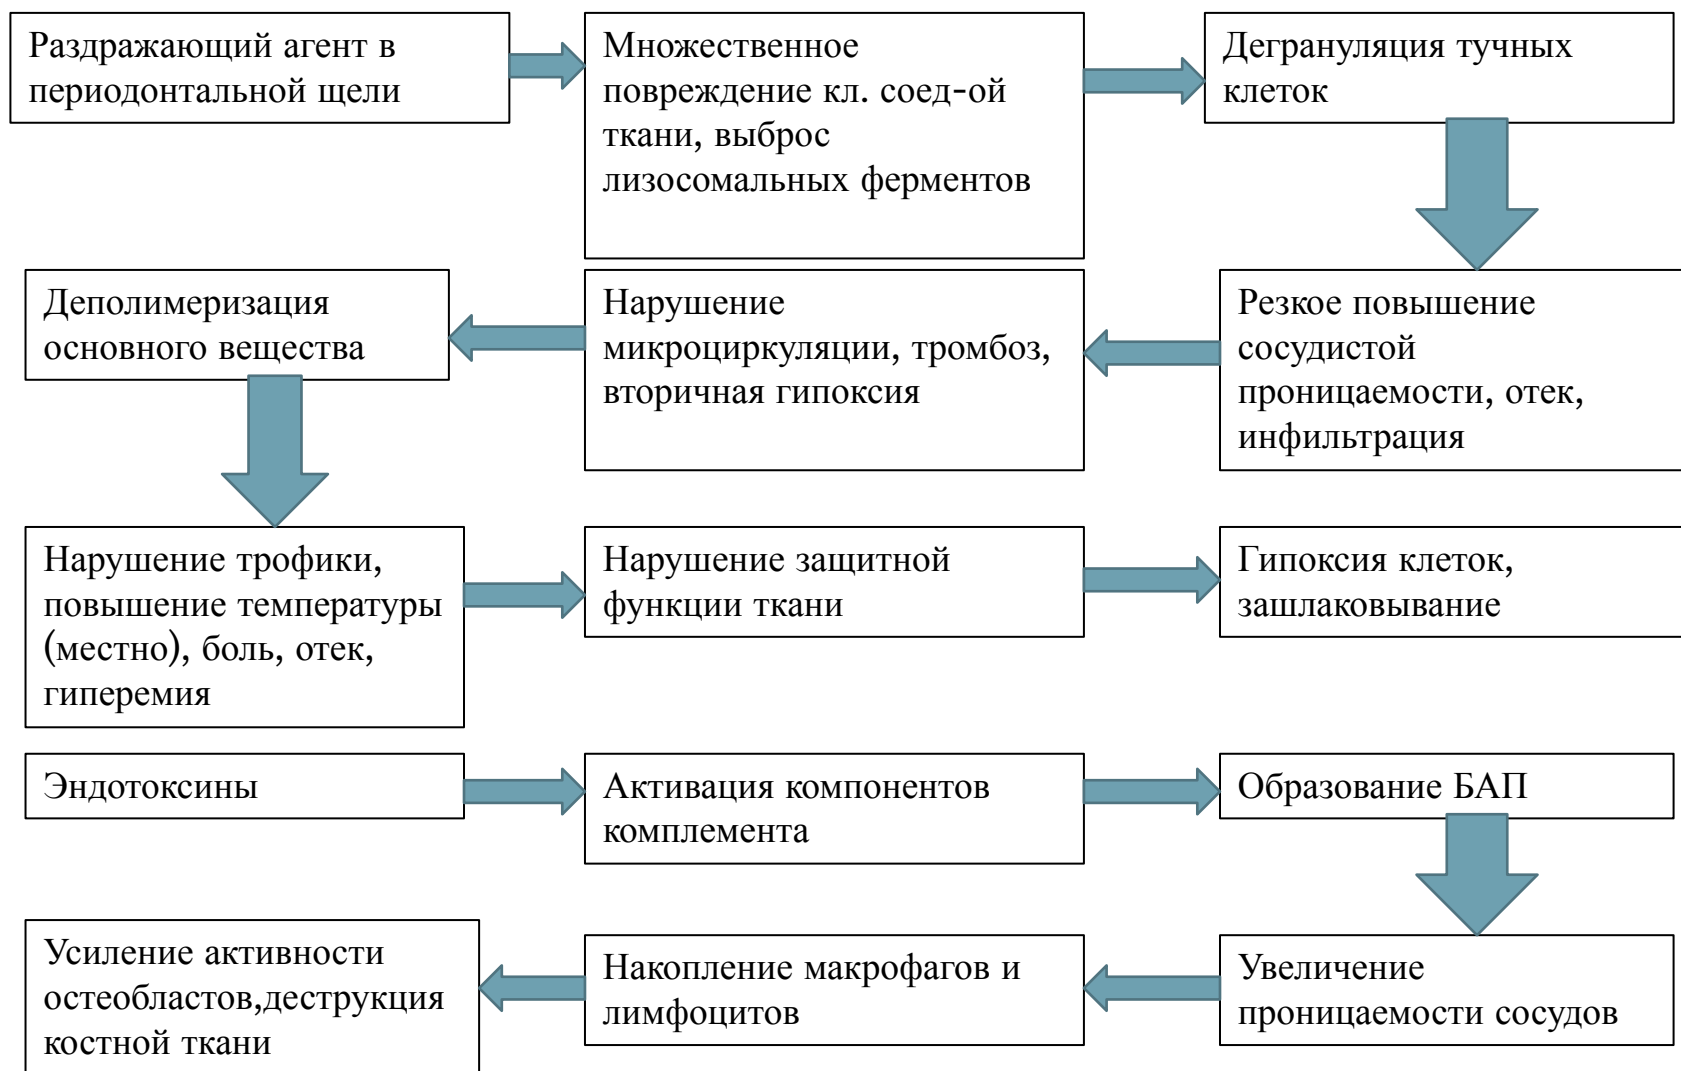 Раздражающий агент в
периодонтальной щели
Множественное
повреждение кл. соед-ой
ткани, выброс
лизосомальных ферментов
Дегрануляция тучных
клеток
Резкое повышение
сосудистой
проницаемости, отек,
инфильтрация
Нарушение
микроциркуляции, тромбоз,
вторичная гипоксия
Деполимеризация
основного вещества
Нарушение трофики,
повышение температуры
(местно), боль, отек,
гиперемия
Нарушение защитной
функции ткани
Гипоксия клеток,
зашлаковывание
Эндотоксины
Активация компонентов
комплемента
Образование БАП
Увеличение
проницаемости сосудов
Накопление макрофагов и
лимфоцитов
Усиление активности
остеобластов,деструкция
костной ткани